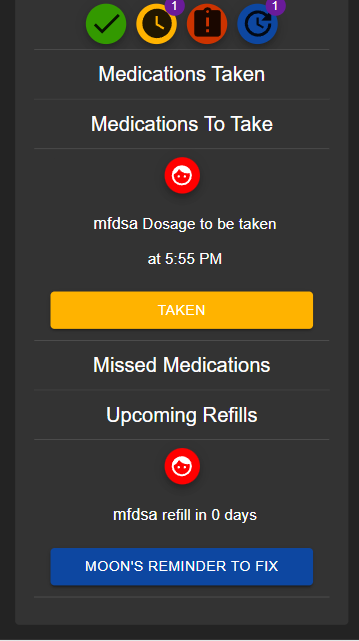 1
1
Medications Taken
Medications To Take
mfdsa Dosage to be taken
at 5:55 PM
TAKEN
Missed Medications
Upcoming Refills
mfdsa refill in 0 days
MOON'S REMINDER TO FIX